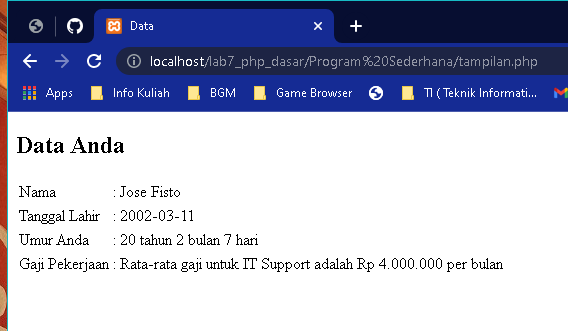 Data
localhost/lab7_php_dasar/Program%20Sederhana/tampilan.php
Apps Info Kuliah BGM Game Browser TI ( Teknik Informati...
Data Anda
Nama : Jose Fisto
Tanggal Lahir : 2002-03-11
Umur Anda : 20 tahun 2 bulan 7 hari
Gaji Pekerjaan : Rata-rata gaji untuk IT Support adalah Rp 4.000.000 per bulan